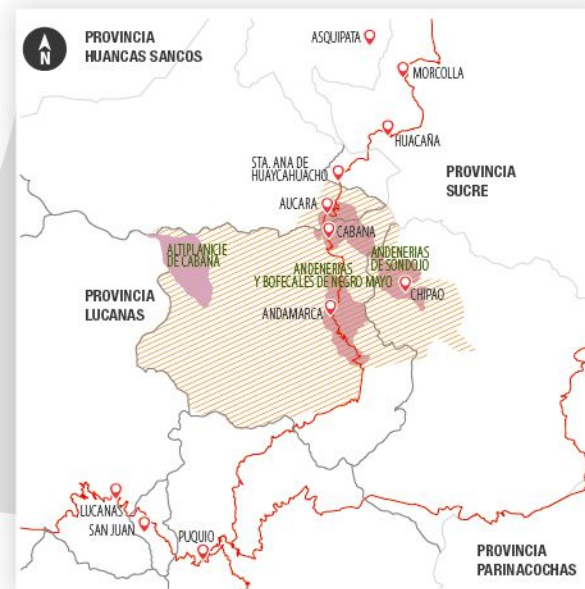 N
PROVINCIA
HUANCAS SANCOS
ASQUIPATA
MORCOLLA
HUACAÑA
STA. ANA DE
HUAYCAHUACHO
PROVINCIA
SUCRE
AUCARA
CABANA
ALTIPLANICIE
DE CABANA
ANDENERIAS
DE SONDOJO
ANDENERIAS
Y BOFECALES DE NEGRO MAYO
CHIPAO
PROVINCIA
LUCANAS
ANDAMARCA
LUCANAS
SAN JUAN
PUQUIO
PROVINCIA
PARINACOCHAS